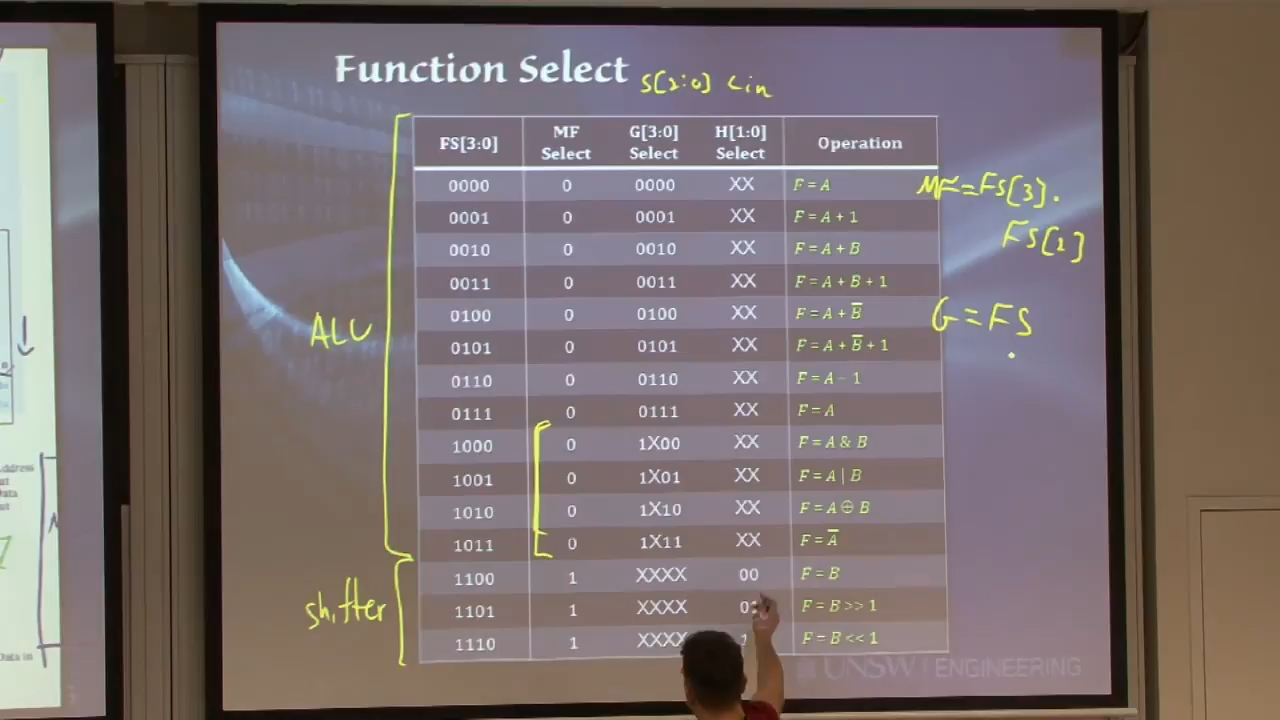 Function Select
S[2:0] Cin
FS[3:0] MF Select G[3:0] Select H[1:0] Select Operation
0000 0 0000 XX F = A
0001 0 0001 XX F = A + 1
0010 0 0010 XX F = A + B
0011 0 0011 XX F = A + B + 1
0100 0 0100 XX F = A + B̅
0101 0 0101 XX F = A + B̅ + 1
0110 0 0110 XX F = A − 1
0111 0 0111 XX F = A
1000 0 1X00 XX F = A & B
1001 0 1X01 XX F = A | B
1010 0 1X10 XX F = A ⊕ B
1011 0 1X11 XX F = A̅
1100 1 XXXX 00 F = B
1101 1 XXXX F = B >> 1
1110 1 XXXX F = B << 1
ALU
shifter
MF = FS[3].
FS[2]
G = FS
UNSW ENGINEERING
Data in